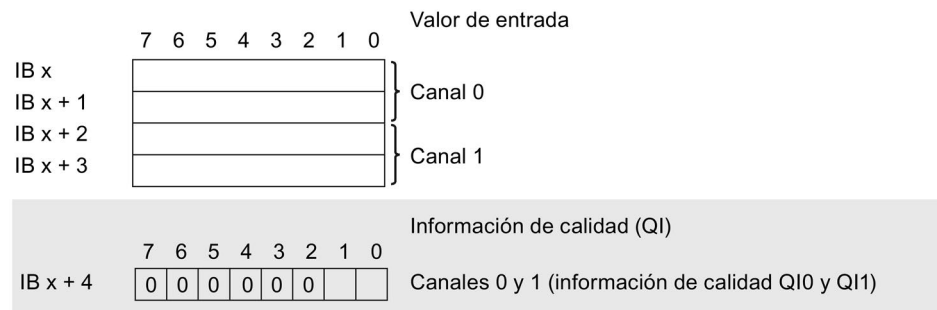 Valor de entrada
7 6 5 4 3 2 1 0
IB x
IB x + 1
Canal 0
IB x + 2
IB x + 3
Canal 1
Información de calidad (QI)
7 6 5 4 3 2 1 0
IB x + 4 0 0 0 0 0 0 Canales 0 y 1 (información de calidad QI0 y QI1)